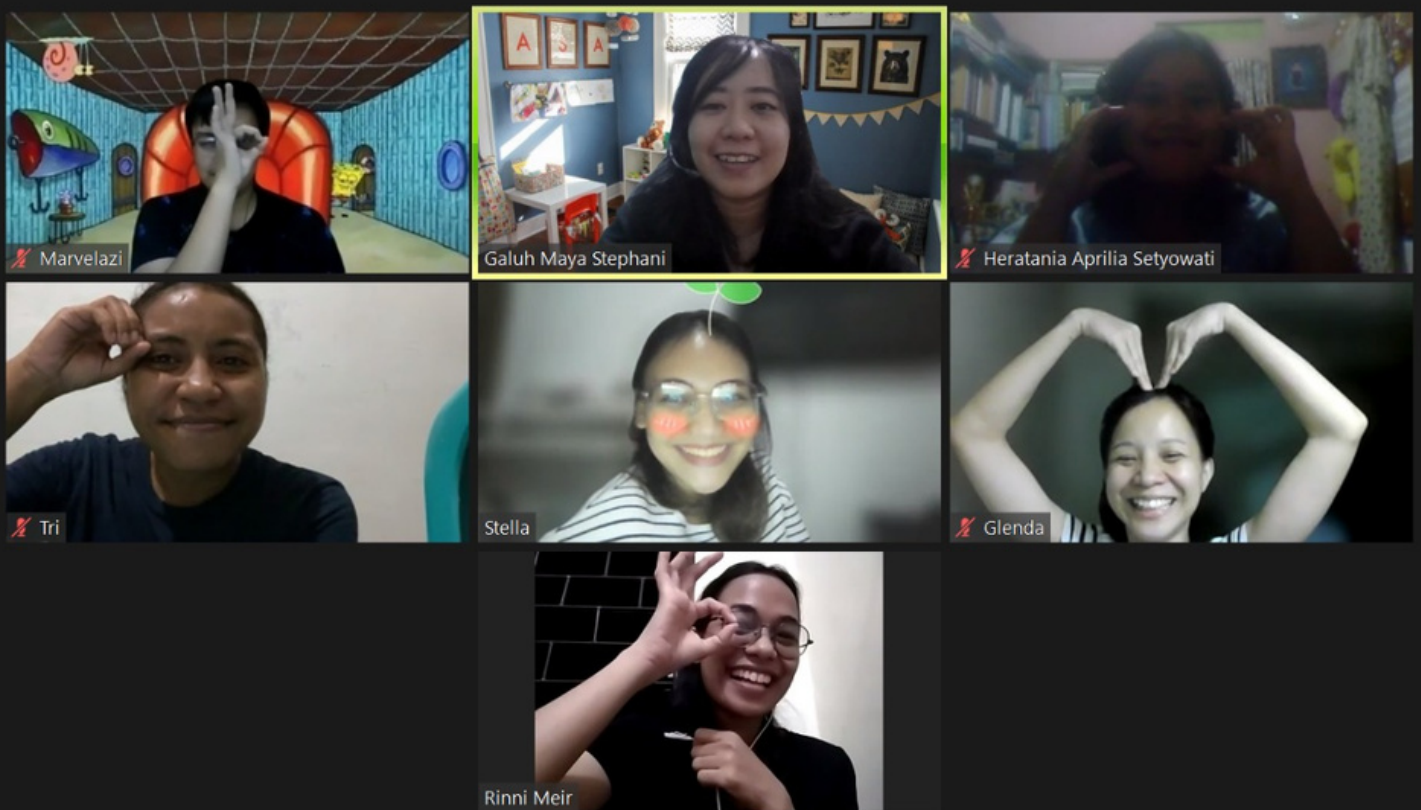 A S A
Marvelazi
Galuh Maya Stephani
Heratania Aprilia Setyowati
Tri
Stella
Glenda
Rinni Meir